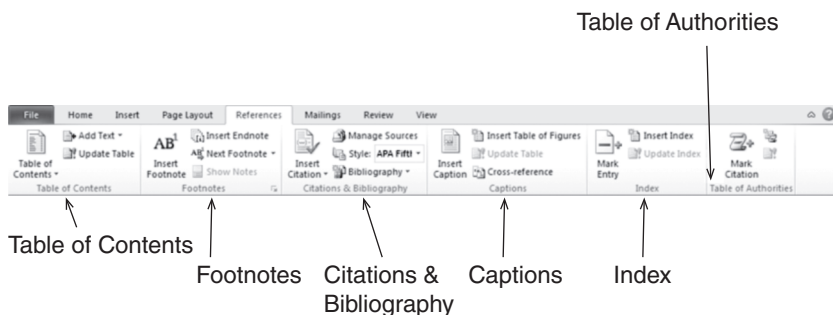 Table of Authorities
File Home Insert Page Layout References Mailings Review View
Table of Contents
Add Text
Update Table
AB1
Insert Footnote
Insert Endnote
AB Next Footnote
Show Notes
Insert Citation
Manage Sources
Style: APA Fifth
Bibliography
Insert Caption
Insert Table of Figures
Update Table
Cross-reference
Mark Entry
Insert Index
Update Index
Mark Citation
Table of Contents Footnotes Citations & Bibliography Captions Index Table of Authorities
Table of Contents
Footnotes
Citations &
Bibliography
Captions
Index